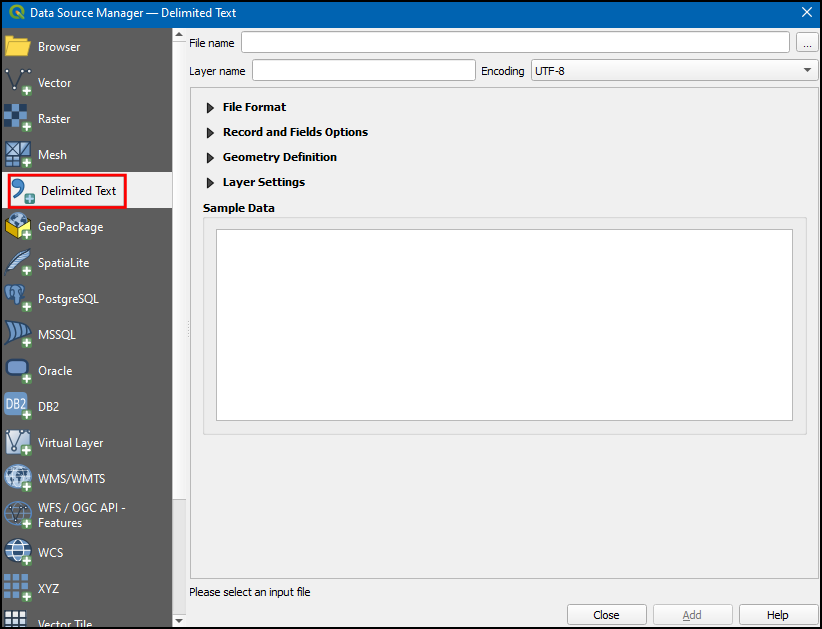 Data Source Manager — Delimited Text
Browser
Vector
Raster
Mesh
Delimited Text
GeoPackage
SpatiaLite
PostgreSQL
MSSQL
Oracle
DB2
DB2
Virtual Layer
WMS/WMTS
WFS / OGC API -
Features
WCS
XYZ
Vector Tile
File name
...
Layer name
Encoding UTF-8
File Format
Record and Fields Options
Geometry Definition
Layer Settings
Sample Data
Please select an input file
Close Add Help